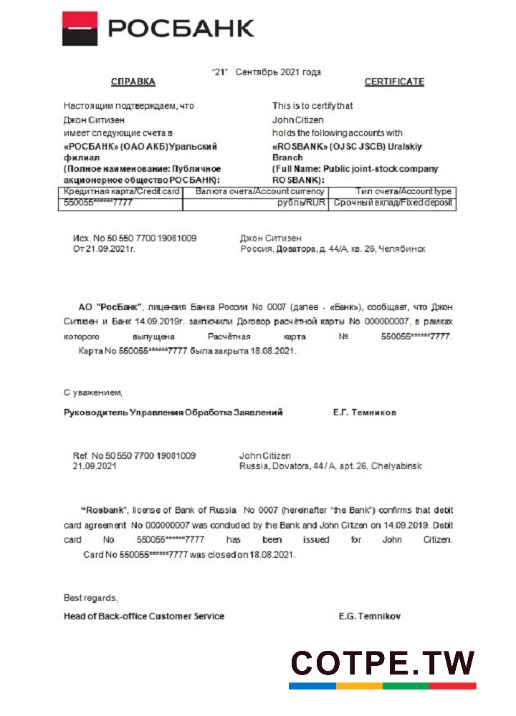 РОСБАНК
"21" Сентябрь 2021 года
СПРАВКА
CERTIFICATE
Настоящим подтверждаем, что
Джон Ситизен
имеет следующие счета в
«РОСБАНК» (ОАО АКБ) Уральский
филиал
(Полное наименование: Публичное
акционерное общество РОСБАНК):
This is to certify that
John Citizen
holds the following accounts with
«ROSBANK» (OJSC JSCB) Uralskiy
Branch
(Full Name: Public joint-stock company
ROSBANK):
Кредитная карта/Credit card Валюта счета/Account currency Тип счета/Account type
550055******7777 рубль/RUR Срочный вклад/Fixed deposit
Исх. No 50 550 7700 19081009
От 21.09.2021г.
Джон Ситизен
Россия, Доватора, д. 44/А, кв. 26, Челябинск
АО "РосБанк", лицензия Банка России No 0007 (далее - «Банк»), сообщает, что Джон
Ситизен и Банк 14.09.2019г. заключили Договор расчётной карты No 000000007, в рамках
которого выпущена Расчётная карта № 550055******7777.
Карта No 550055******7777 была закрыта 18.08.2021.
С уважением,
Руководитель Управления Обработка Заявлений Е.Г. Темников
Ref. No 50 550 7700 19081009
21.09.2021
John Citizen
Russia, Dovatora, 44/A, apt. 26, Chelyabinsk
"Rosbank", license of Bank of Russia No 0007 (hereinafter "the Bank") confirms that debit
card agreement No 000000007 was concluded by the Bank and John Citizen on 14.09.2019. Debit
card No 550055******7777 has been issued for John Citizen.
Card No 550055******7777 was closed on 18.08.2021.
Best regards,
Head of Back-office Customer Service E.G. Temnikov
COTPE.TW